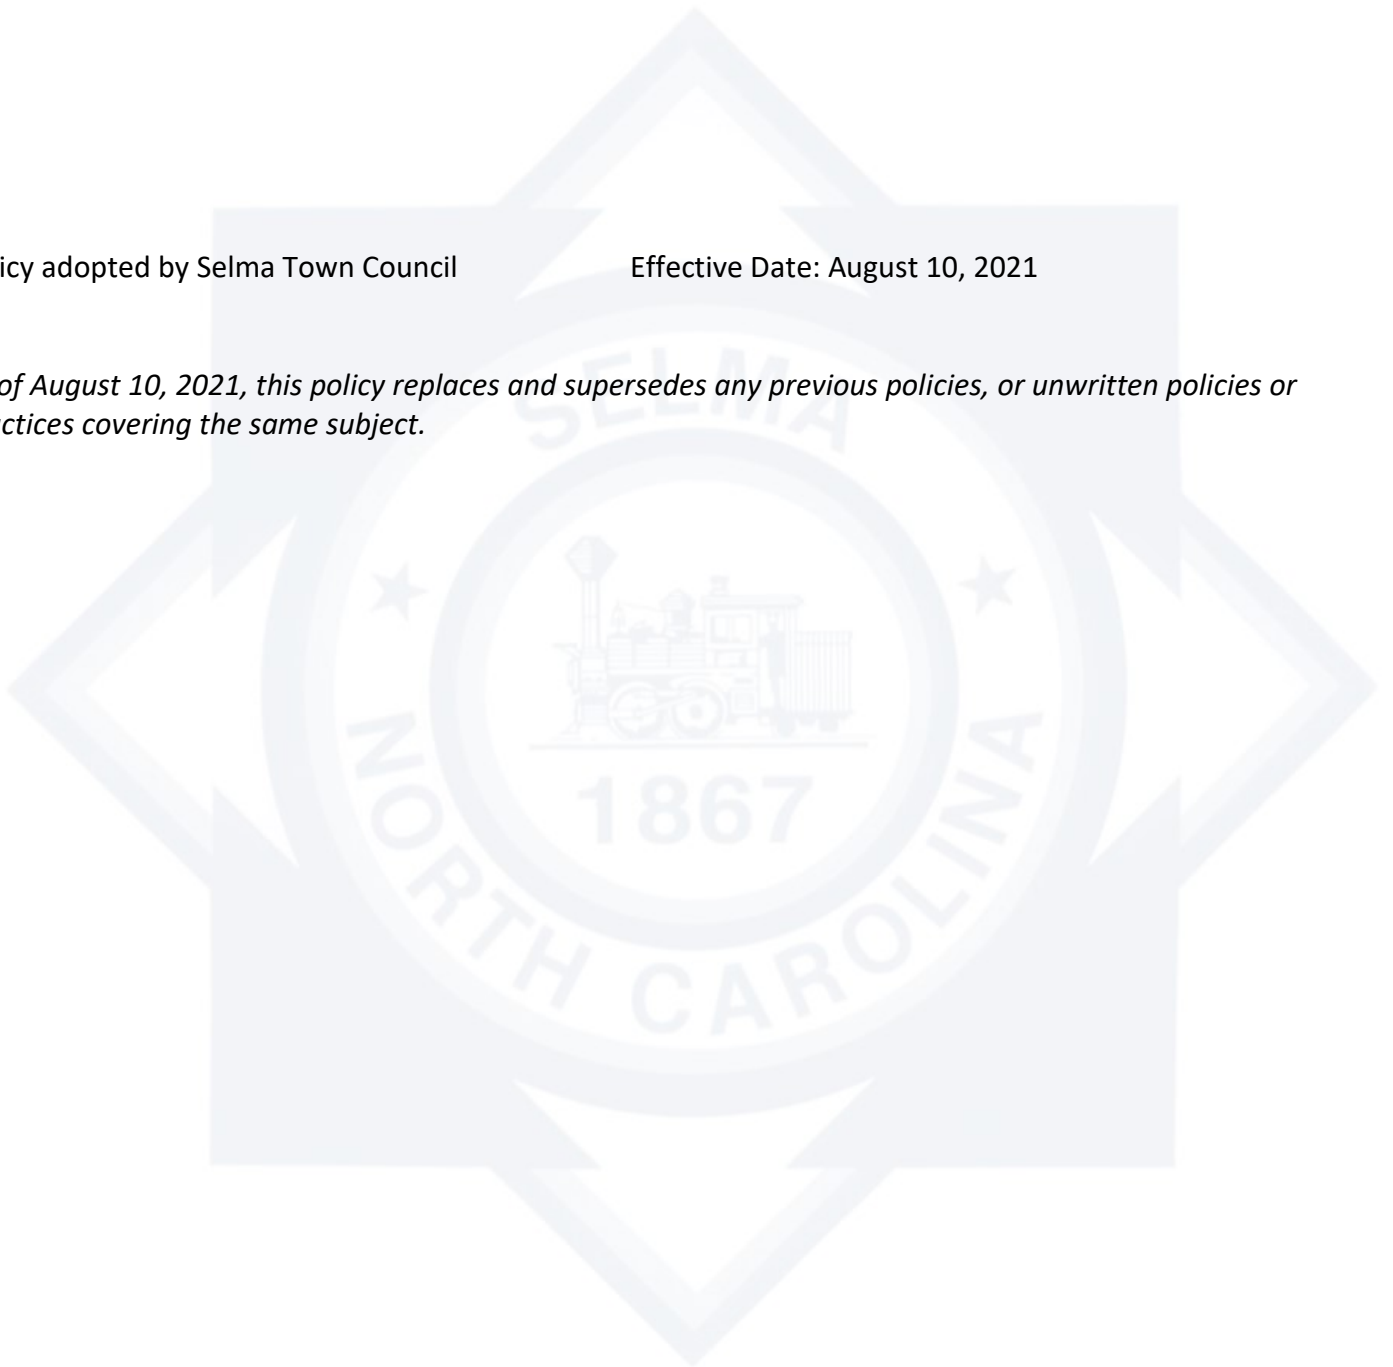 icy adopted by Selma Town Council Effective Date: August 10, 2021
of August 10, 2021, this policy replaces and supersedes any previous policies, or unwritten policies or
ctices covering the same subject.
SELMA
1867
NORTH CAROLINA